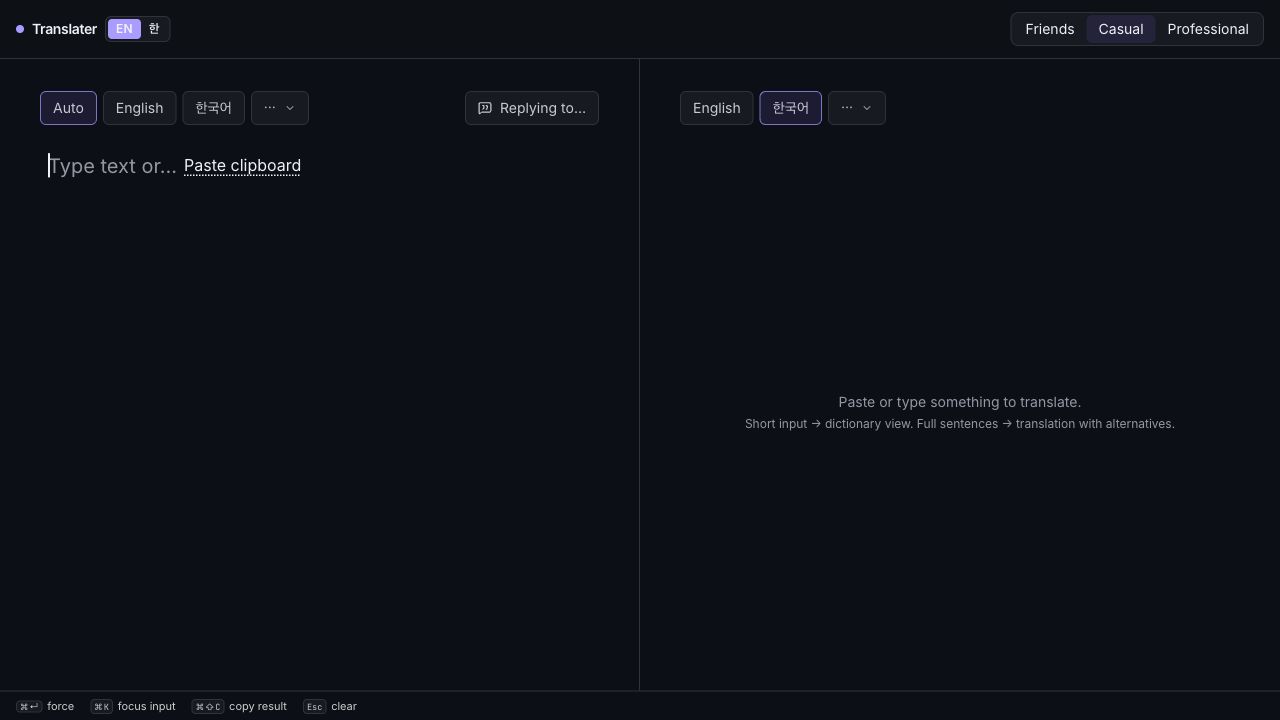 Translater EN 한
Friends Casual Professional
Auto English 한국어 ... Replying to...
English 한국어 ...
Type text or... Paste clipboard
Paste or type something to translate.
Short input → dictionary view. Full sentences → translation with alternatives.
⌘↵ force ⌘K focus input ⌘⇧C copy result Esc clear